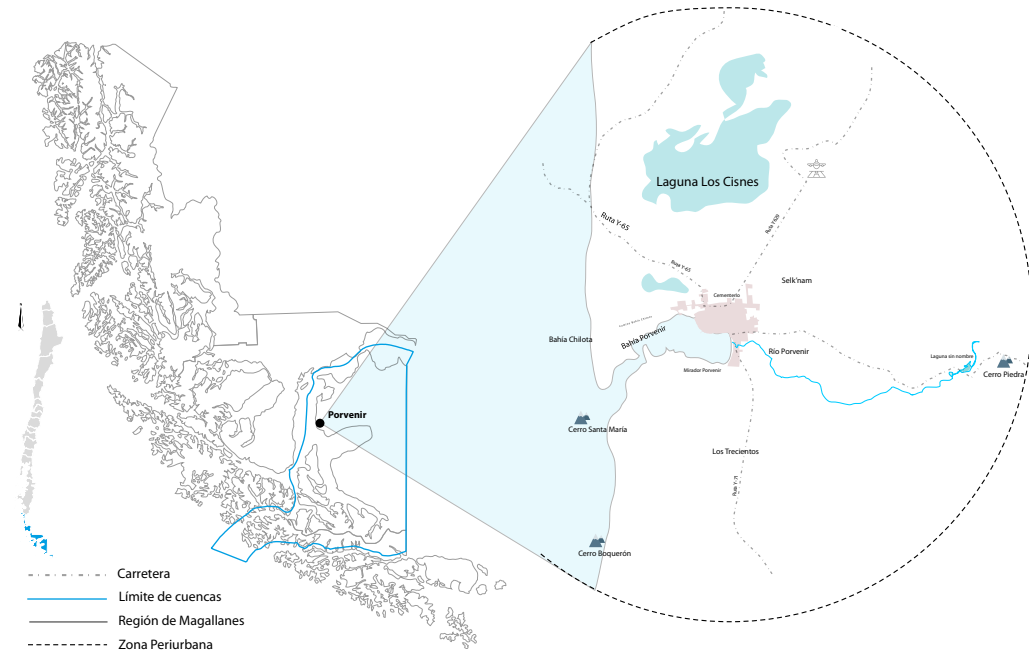 Laguna Los Cisnes
Ruta Y-65
Ruta Y-65
Selk'nam
Cementerio
Bahía Chilota
Bahía Porvenir
Río Porvenir
Mirador Porvenir
Laguna sin nombre
Cerro Piedra
Porvenir
Cerro Santa María
Los Trecientos
Ruta Y-71
Cerro Boquerón
Carretera
Límite de cuencas
Región de Magallanes
Zona Periurbana